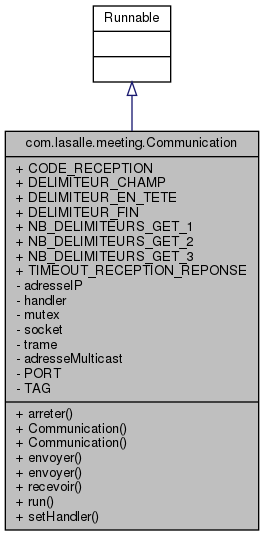 Runnable
com.lasalle.meeting.Communication
+ CODE_RECEPTION
+ DELIMITEUR_CHAMP
+ DELIMITEUR_EN_TETE
+ DELIMITEUR_FIN
+ NB_DELIMITEURS_GET_1
+ NB_DELIMITEURS_GET_2
+ NB_DELIMITEURS_GET_3
+ TIMEOUT_RECEPTION_REPONSE
- adresseIP
- handler
- mutex
- socket
- trame
- adresseMulticast
- PORT
- TAG
+ arreter()
+ Communication()
+ Communication()
+ envoyer()
+ envoyer()
+ recevoir()
+ run()
+ setHandler()